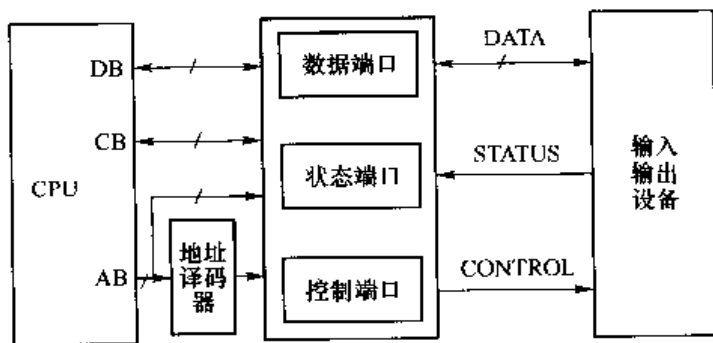 CPU
DB
CB
AB
地址
译码
器
数据端口
状态端口
控制端口
DATA
STATUS
CONTROL
输入
输出
设备